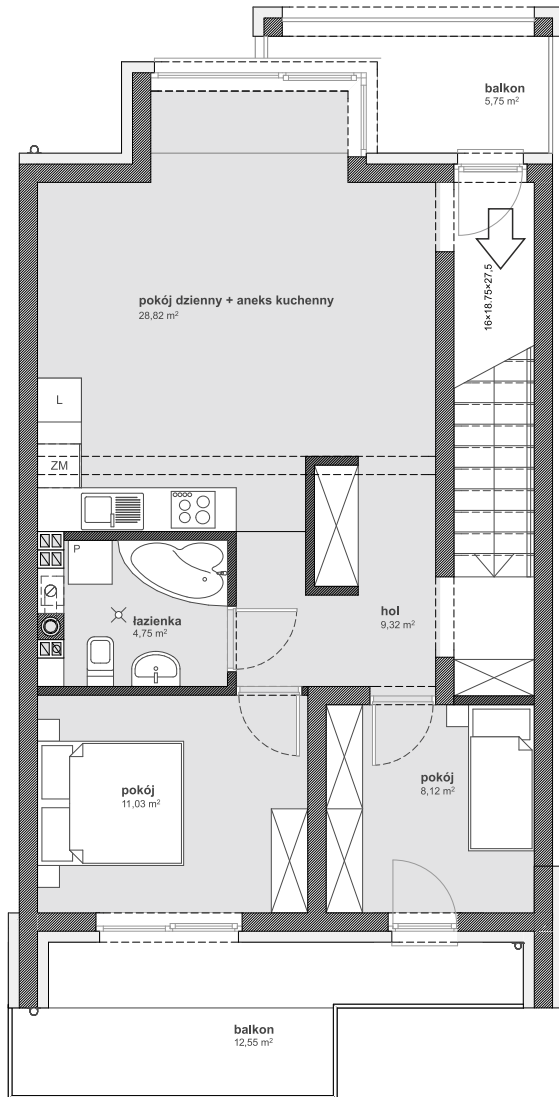 balkon
5,75 m²
16×18.75×27,5
pokój dzienny + aneks kuchenny
28,82 m²
L
ZM
P
łazienka
4,75 m²
hol
9,32 m²
pokój
11,03 m²
pokój
8,12 m²
balkon
12,55 m²